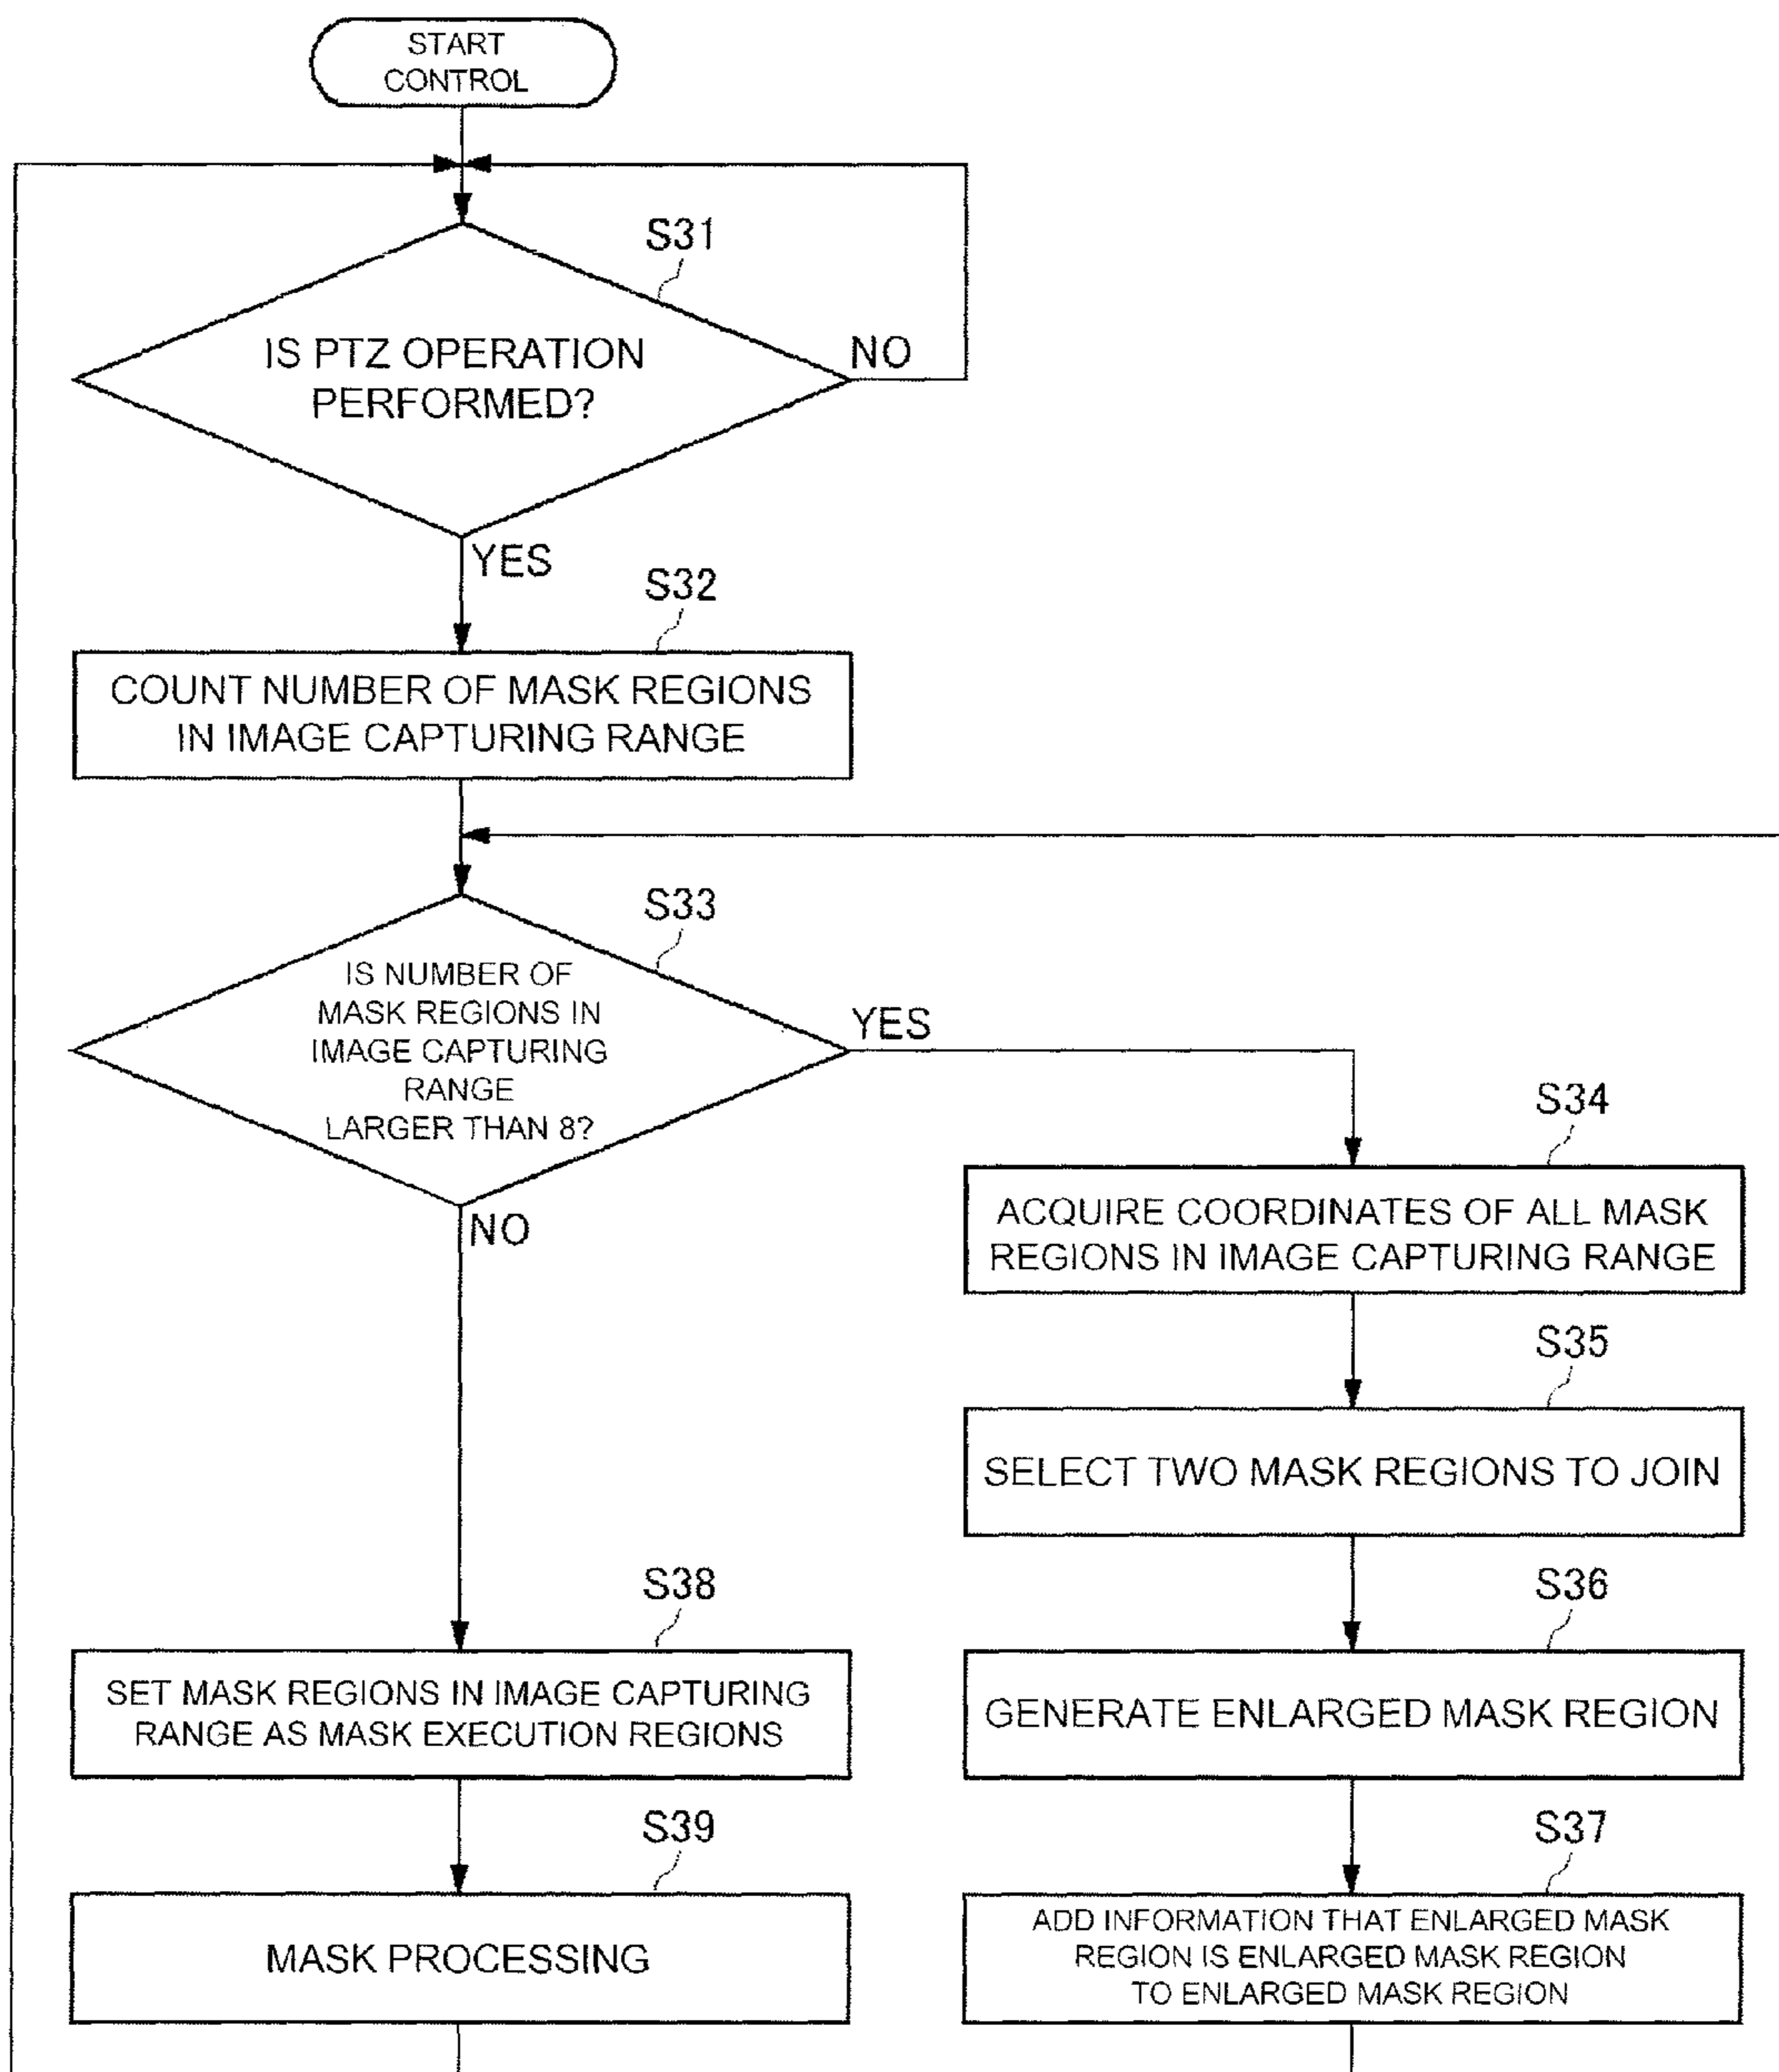 START
CONTROL
S31
IS PTZ OPERATION
PERFORMED?
NO
YES
S32
COUNT NUMBER OF MASK REGIONS
IN IMAGE CAPTURING RANGE
S33
IS NUMBER OF
MASK REGIONS IN
IMAGE CAPTURING
RANGE
LARGER THAN 8?
YES
NO
S34
ACQUIRE COORDINATES OF ALL MASK
REGIONS IN IMAGE CAPTURING RANGE
S35
SELECT TWO MASK REGIONS TO JOIN
S36
GENERATE ENLARGED MASK REGION
S37
ADD INFORMATION THAT ENLARGED MASK
REGION IS ENLARGED MASK REGION
TO ENLARGED MASK REGION
S38
SET MASK REGIONS IN IMAGE CAPTURING
RANGE AS MASK EXECUTION REGIONS
S39
MASK PROCESSING